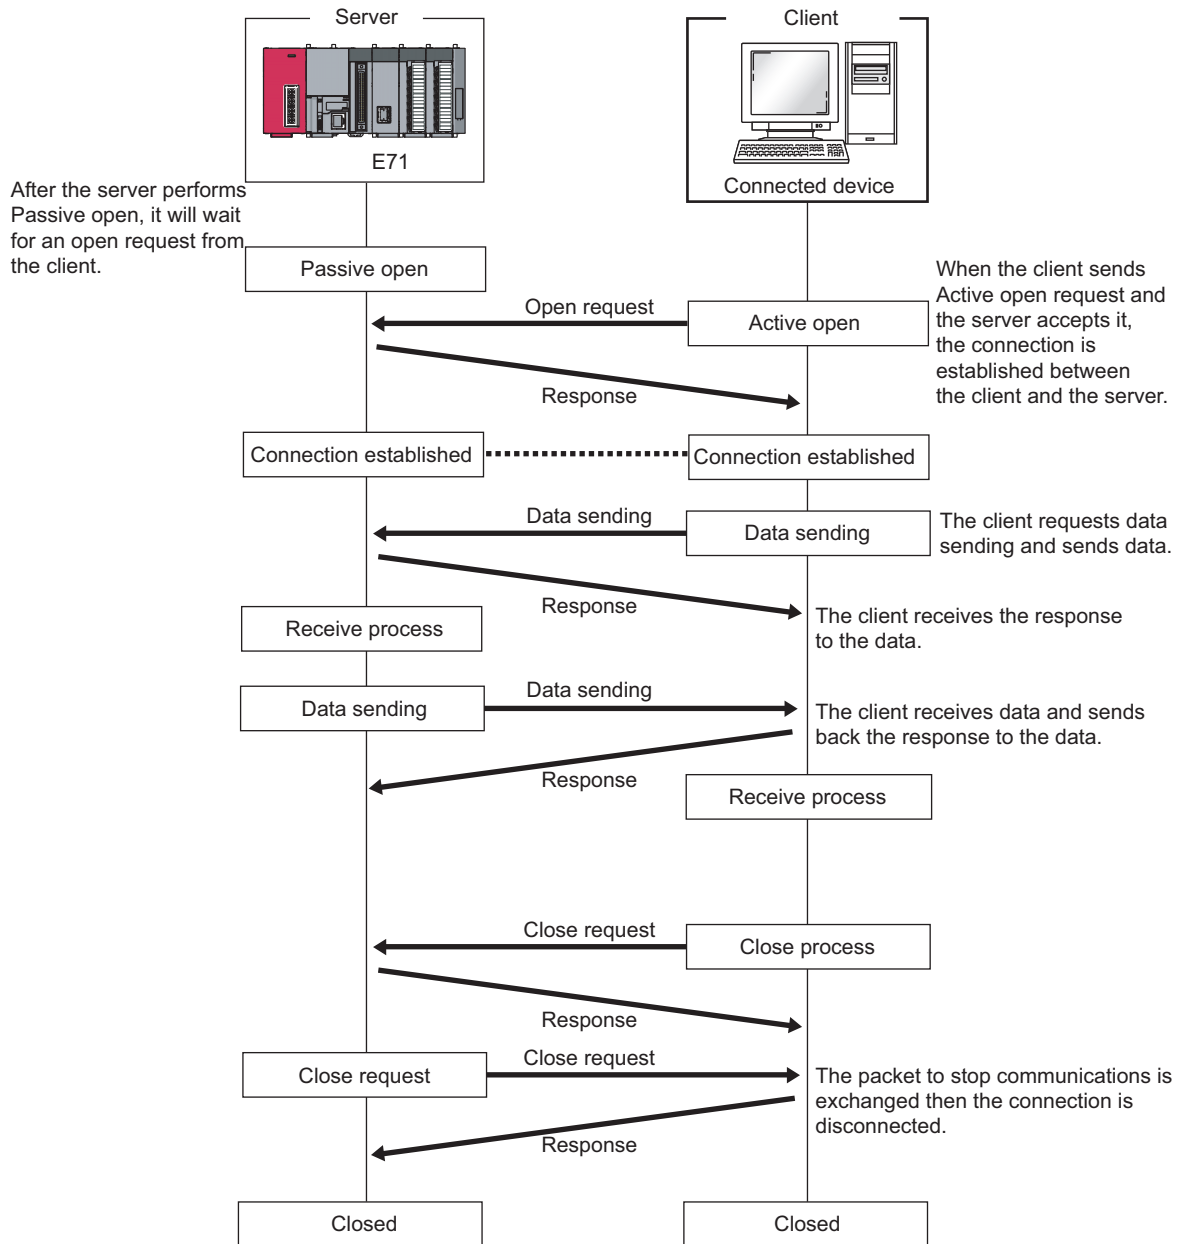 Server
Client
E71
Connected device
After the server performs
Passive open, it will wait
for an open request from
the client.
Passive open
When the client sends
Active open request and
the server accepts it,
the connection is
established between
the client and the server.
Open request
Active open
Response
Connection established
Connection established
Data sending
Data sending
The client requests data
sending and sends data.
Response
The client receives the response
to the data.
Receive process
Data sending
Data sending
The client receives data and sends
back the response to the data.
Response
Receive process
Close request
Close process
Response
Close request
Close request
The packet to stop communications is
exchanged then the connection is
disconnected.
Response
Closed
Closed